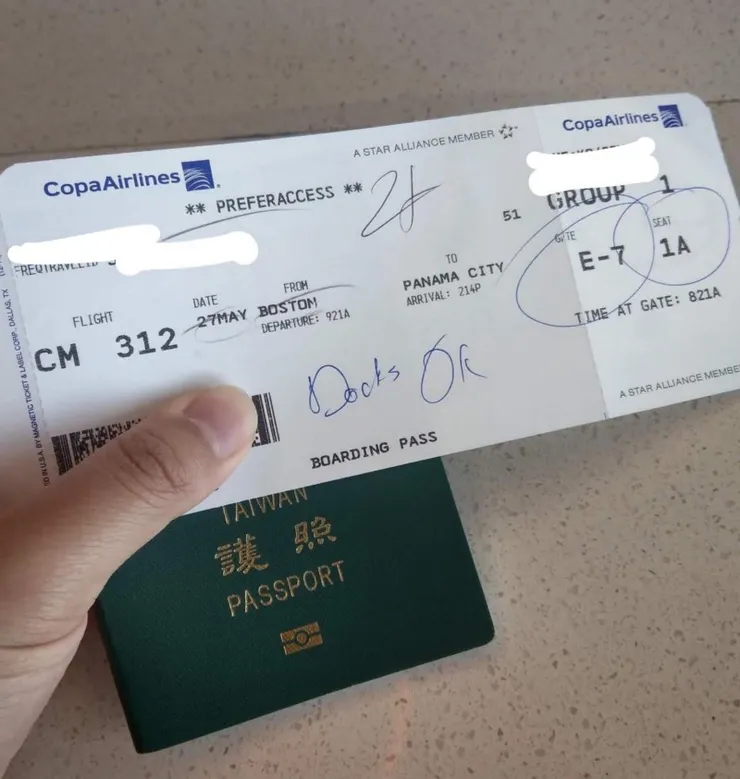 CopaAirlines
A STAR ALLIANCE MEMBER
** PREFERACCESS **
51
FLIGHT
CM 312
DATE
27MAY
FROM
BOSTON
DEPARTURE: 921A
TO
PANAMA CITY
ARRIVAL: 214P
Docs OK
BOARDING PASS
CopaAirlines
GROUP 1
GATE
E-7
SEAT
1A
TIME AT GATE: 821A
A STAR ALLIANCE MEMBER
TAIWAN
護照
PASSPORT